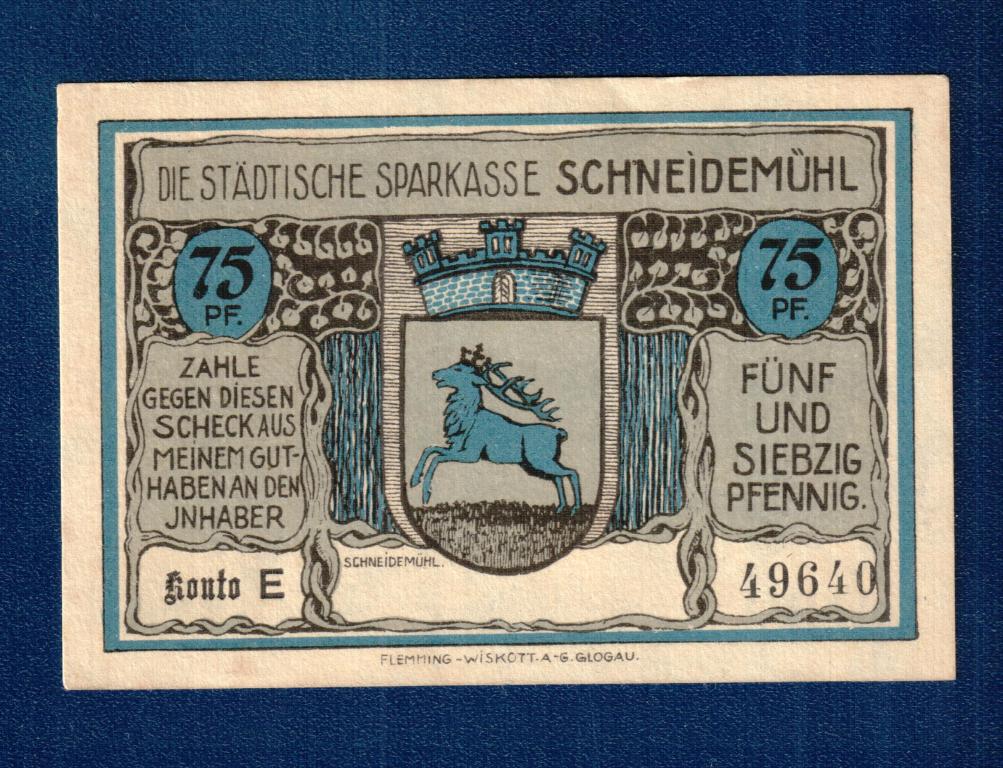 DIE STÄDTISCHE SPARKASSE SCHNEIDEMÜHL
75
PF.
75
PF.
ZAHLE
GEGEN DIESEN
SCHECK AUS
MEINEM GUT-
HABEN AN DEN
JNHABER
FÜNF
UND
SIEBZIG
PFENNIG.
SCHNEIDEMÜHL.
Konto E
49640
FLEMMING-WISKOTT-A-G.GLOGAU.